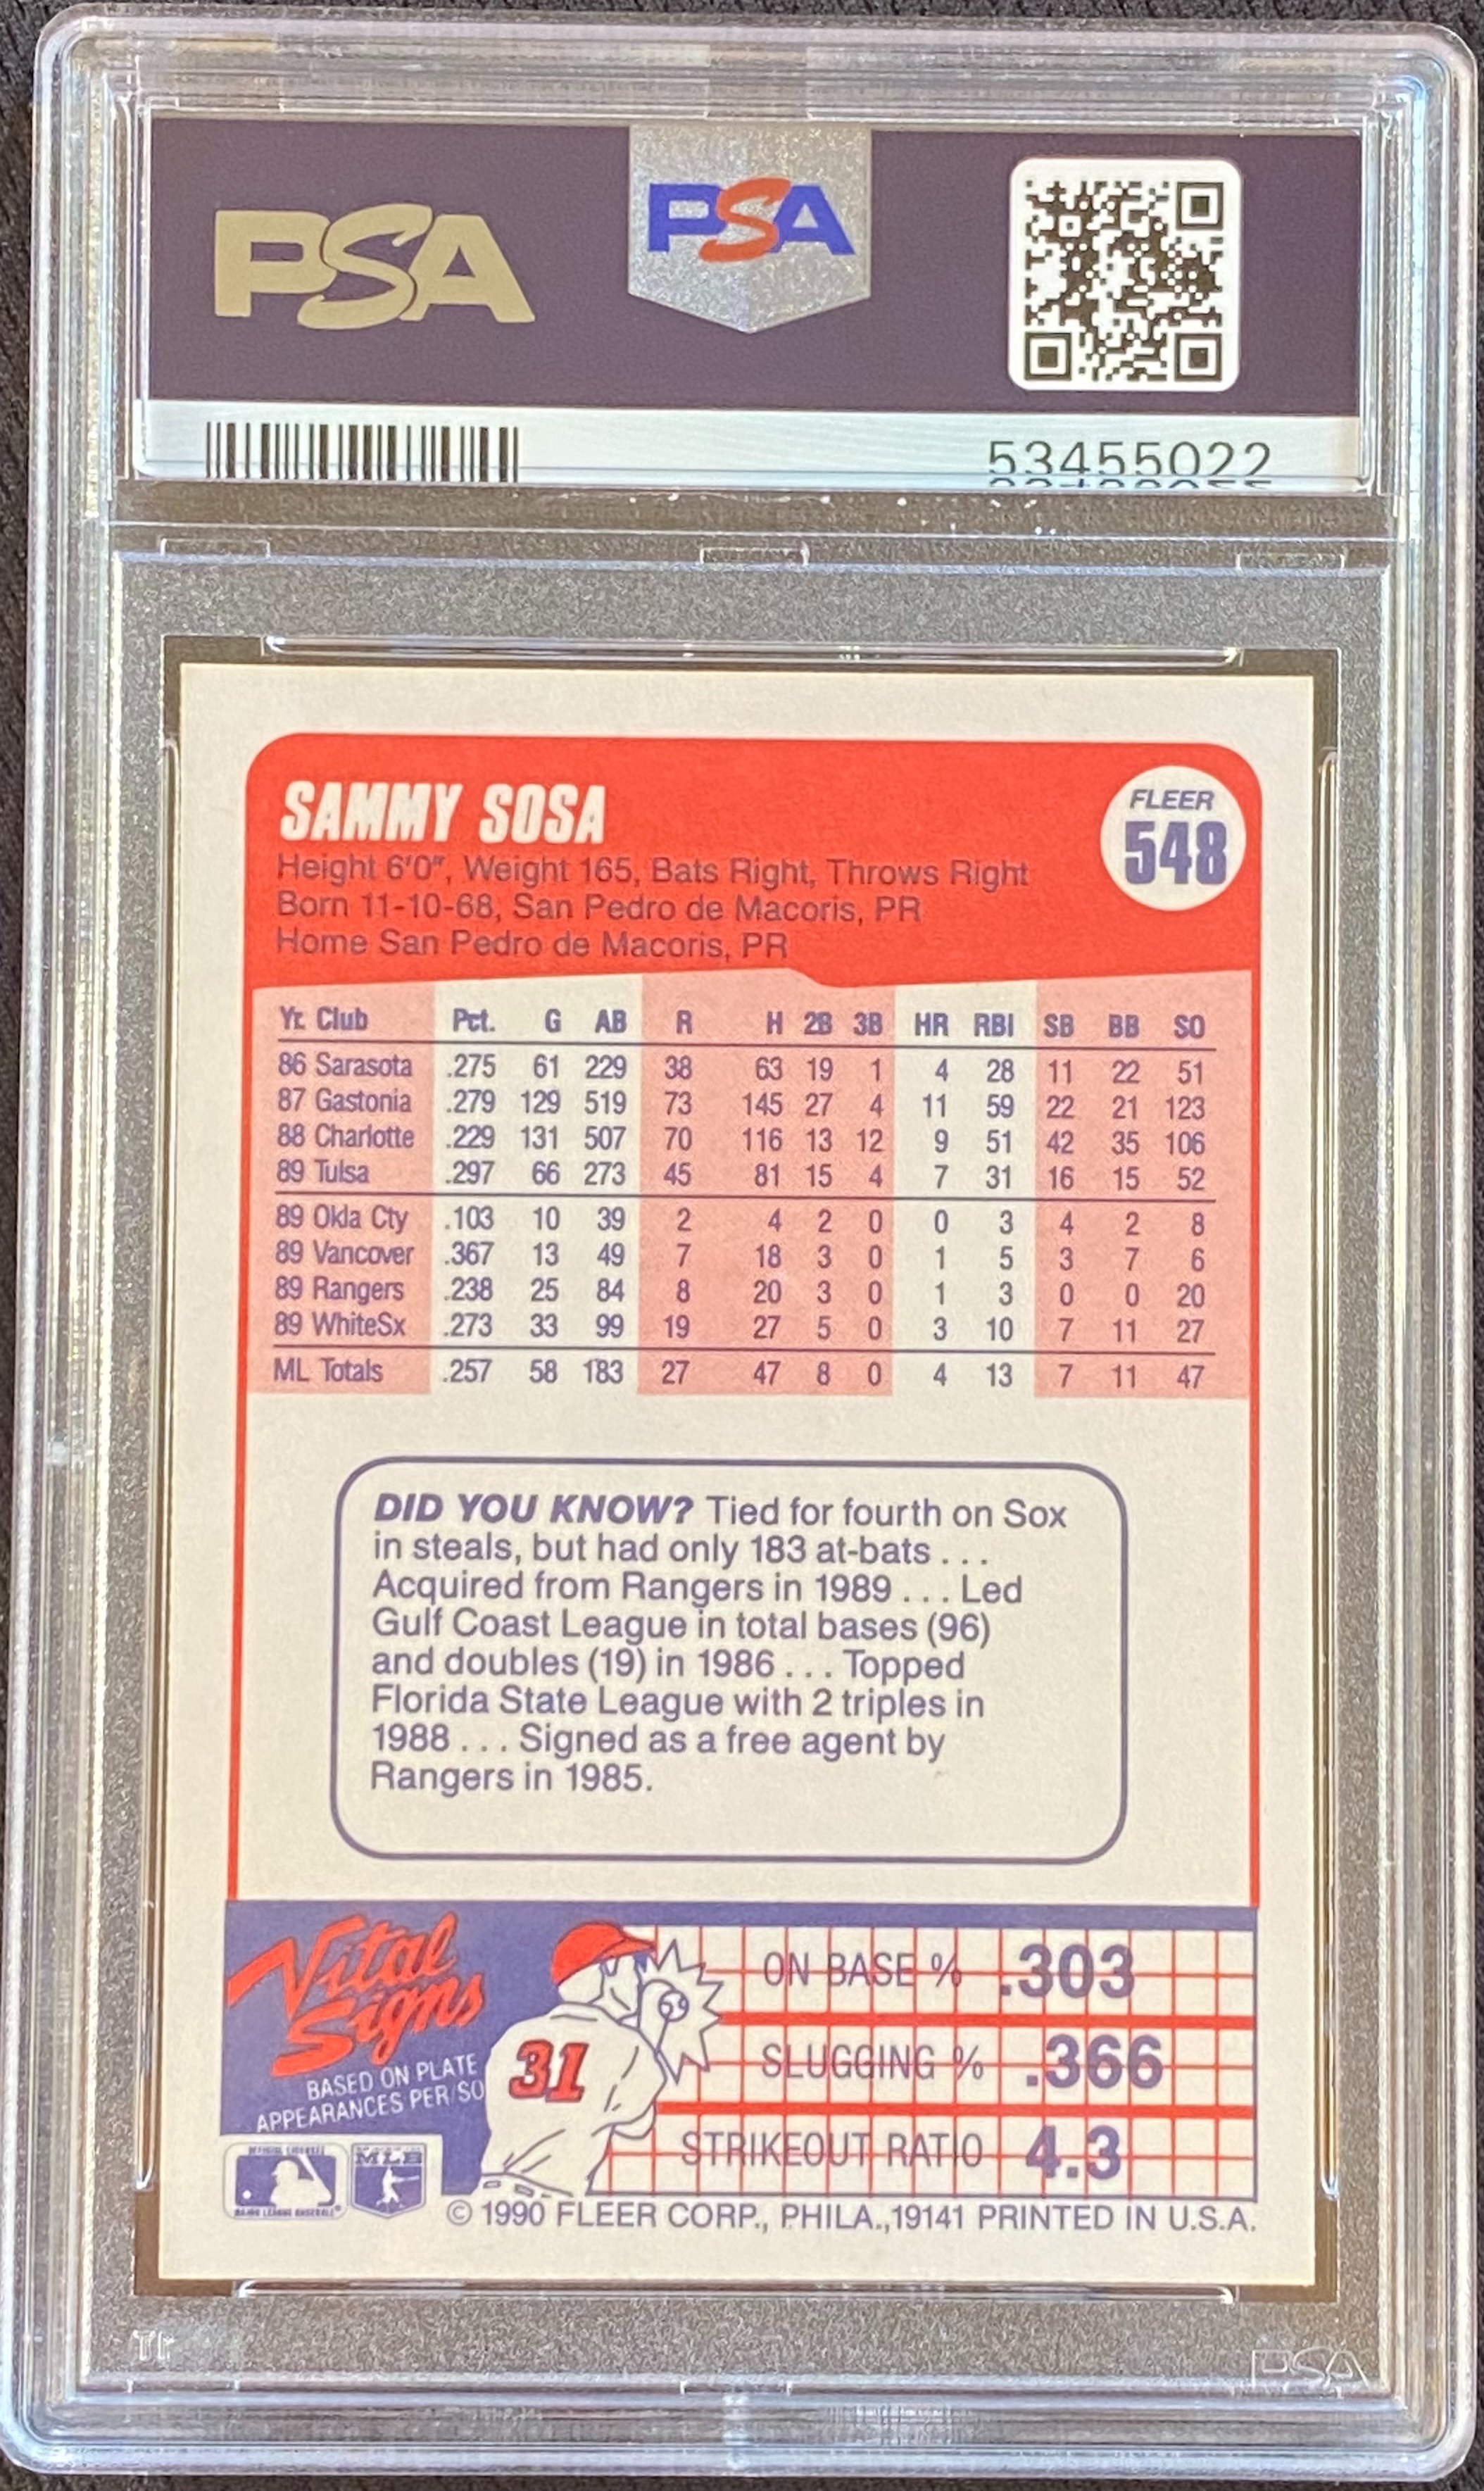 PSA
PSA
53455022
SAMMY SOSA
FLEER
548
Height 6'0", Weight 165, Bats Right, Throws Right
Born 11-10-68, San Pedro de Macoris, PR
Home San Pedro de Macoris, PR
Yr. Club Pct. G AB R H 2B 3B HR RBI SB BB SO
86 Sarasota .275 61 229 38 63 19 1 4 28 11 22 51
87 Gastonia .279 129 519 73 145 27 4 11 59 22 21 123
88 Charlotte .229 131 507 70 116 13 12 9 51 42 35 106
89 Tulsa .297 66 273 45 81 15 4 7 31 16 15 52
89 Okla Cty .103 10 39 2 4 2 0 0 3 4 2 8
89 Vancover .367 13 49 7 18 3 0 1 5 3 7 6
89 Rangers .238 25 84 8 20 3 0 1 3 0 0 20
89 WhiteSx .273 33 99 19 27 5 0 3 10 7 11 27
ML Totals .257 58 183 27 47 8 0 4 13 7 11 47
DID YOU KNOW? Tied for fourth on Sox
in steals, but had only 183 at-bats . . .
Acquired from Rangers in 1989 . . . Led
Gulf Coast League in total bases (96)
and doubles (19) in 1986 . . . Topped
Florida State League with 2 triples in
1988 . . . Signed as a free agent by
Rangers in 1985.
Vital
Signs
BASED ON PLATE
APPEARANCES PER SO
31
ON BASE % .303
SLUGGING % .366
STRIKEOUT RATIO 4.3
MLB
MAJOR LEAGUE BASEBALL
© 1990 FLEER CORP., PHILA.,19141 PRINTED IN U.S.A.
PSA